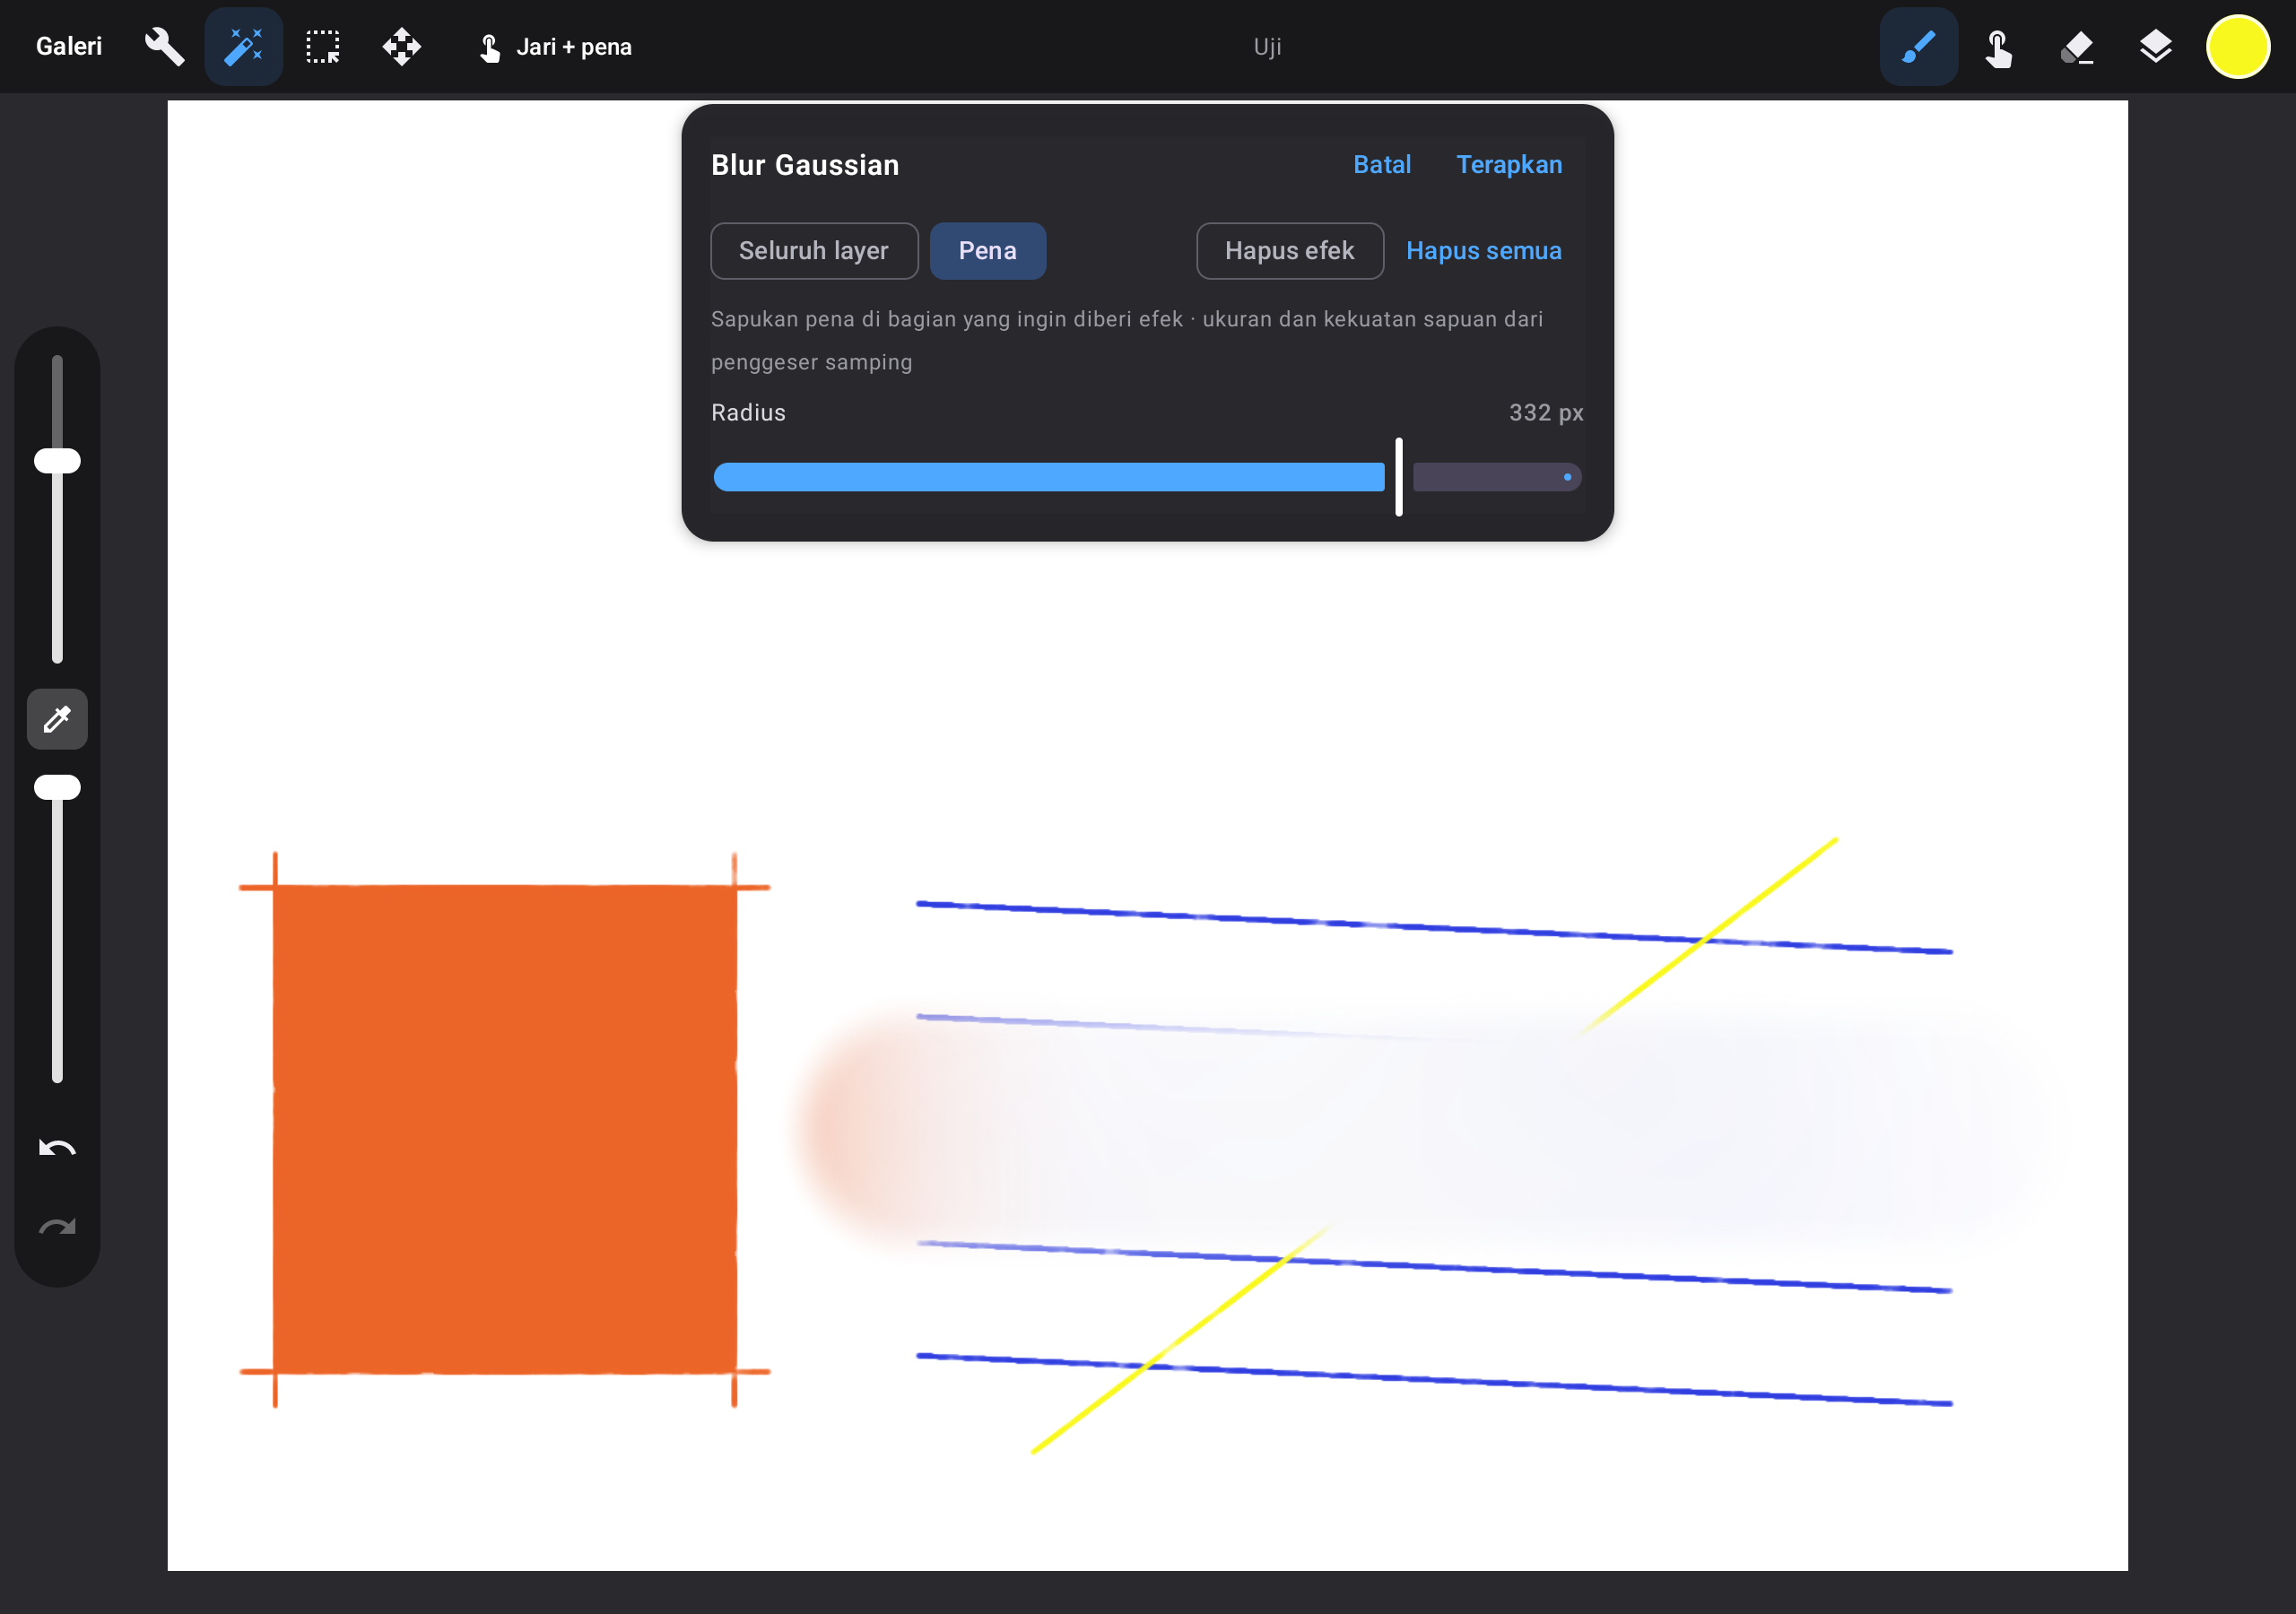 Galeri
Jari + pena
Uji
Blur Gaussian
Batal
Terapkan
Seluruh layer
Pena
Hapus efek
Hapus semua
Sapukan pena di bagian yang ingin diberi efek · ukuran dan kekuatan sapuan dari
penggeser samping
Radius
332 px